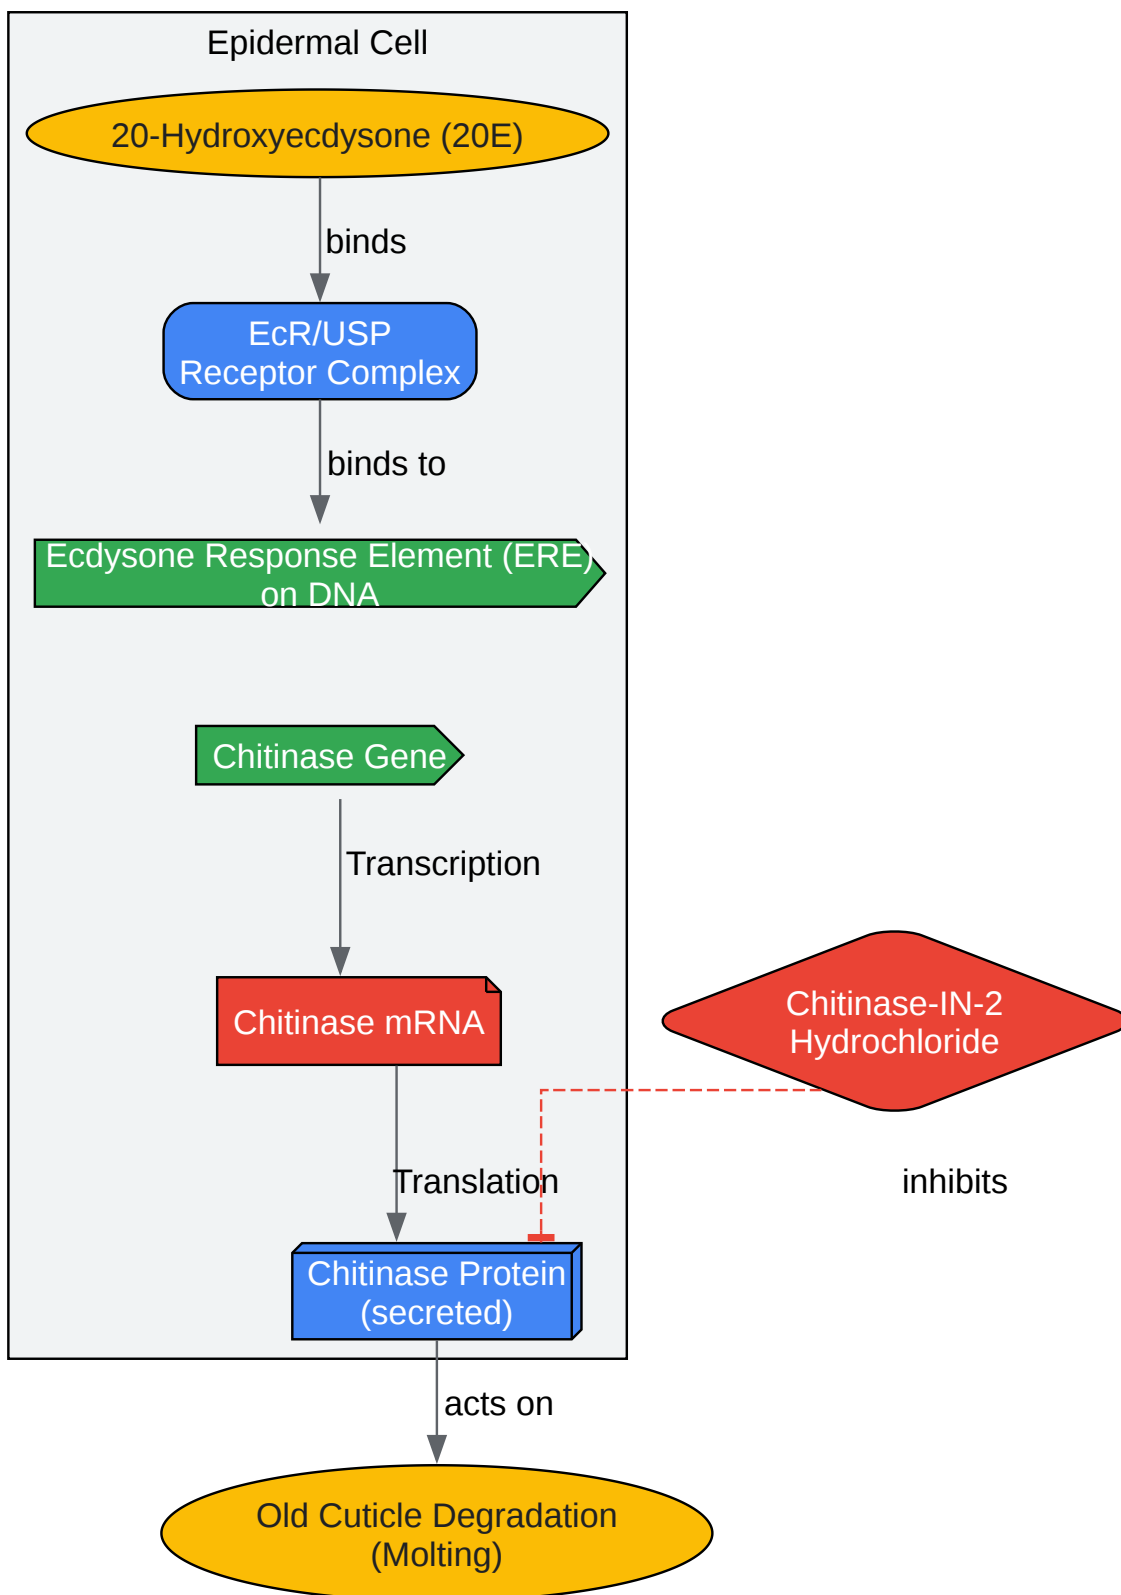 Epidermal Cell
20-Hydroxyecdysone (20E)
binds
EcR/USP
Receptor Complex
binds to
Ecdysone Response Element (ERE)
on DNA
Chitinase Gene
Transcription
Chitinase mRNA
Chitinase-IN-2
Hydrochloride
Translation
inhibits
Chitinase Protein
(secreted)
acts on
Old Cuticle Degradation
(Molting)